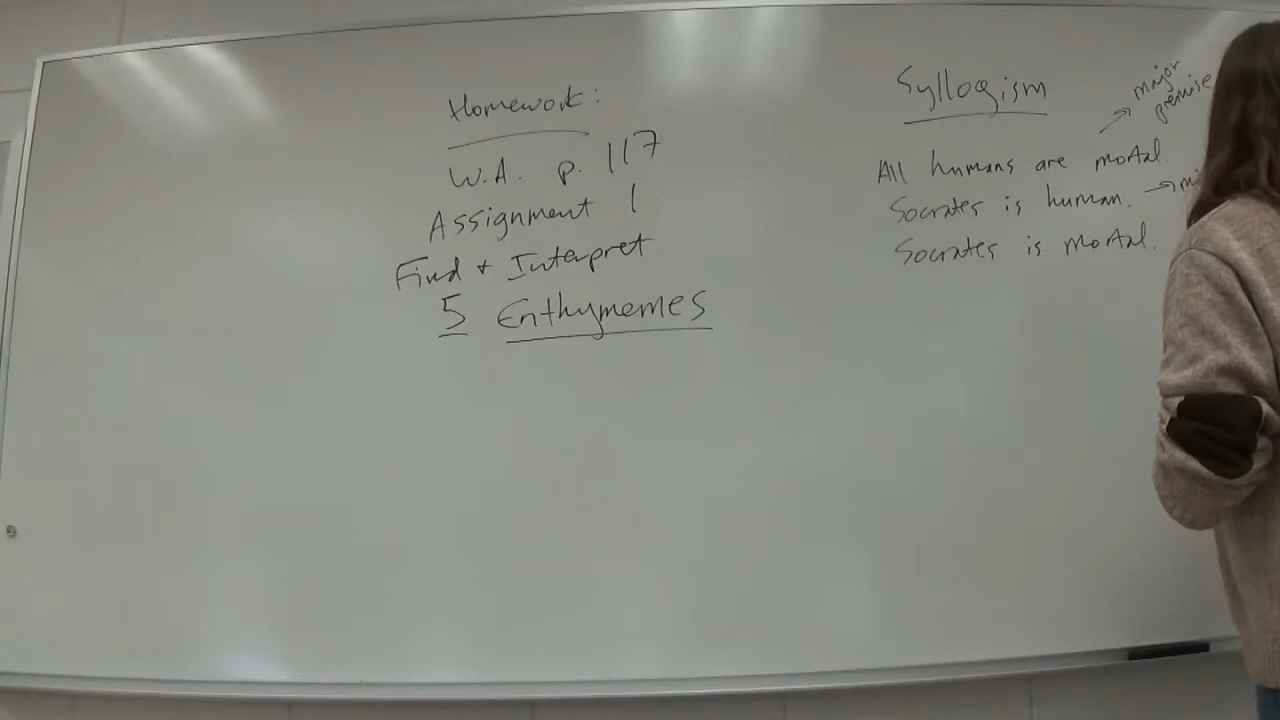 Homework:
W.A. p. 117
Assignment 1
Find + Interpret
5 Enthymemes
Syllogism
major
premise
All humans are mortal.
Socrates is human.
Socrates is mortal.